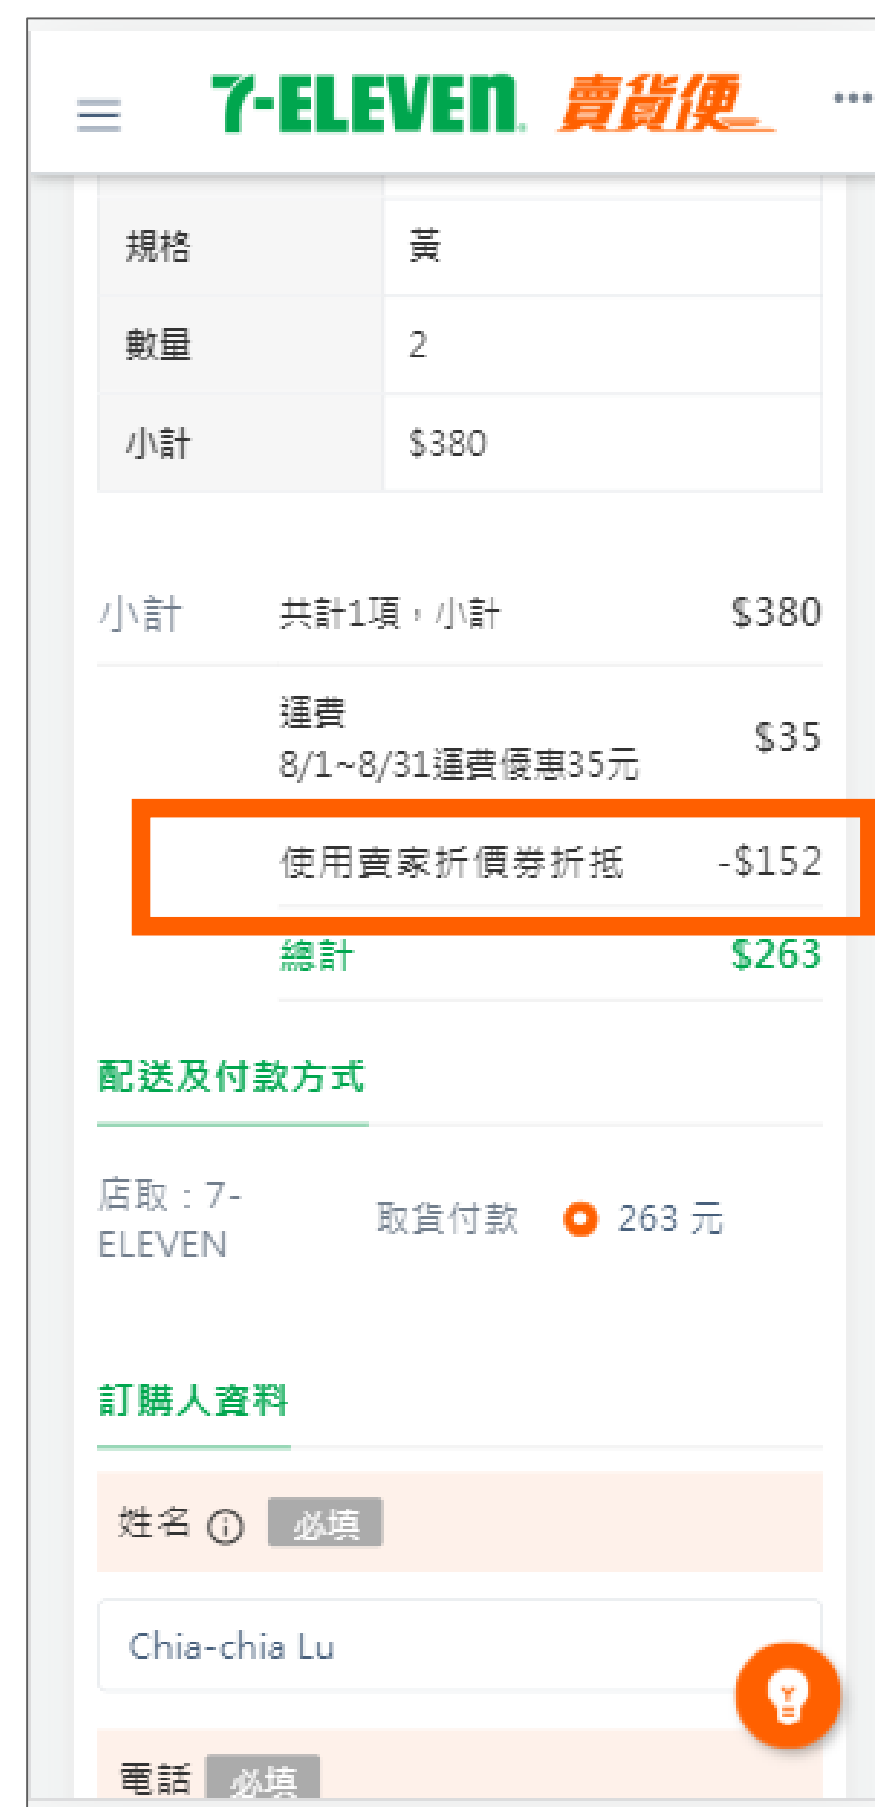 7-ELEVEN. 賣貨便
規格 黃
數量 2
小計 $380
小計 共計1項，小計 $380
運費
8/1~8/31運費優惠35元 $35
使用賣家折價券折抵 -$152
總計 $263
配送及付款方式
店取：7-
ELEVEN 取貨付款 263 元
訂購人資料
姓名 必填
Chia-chia Lu
電話 必填